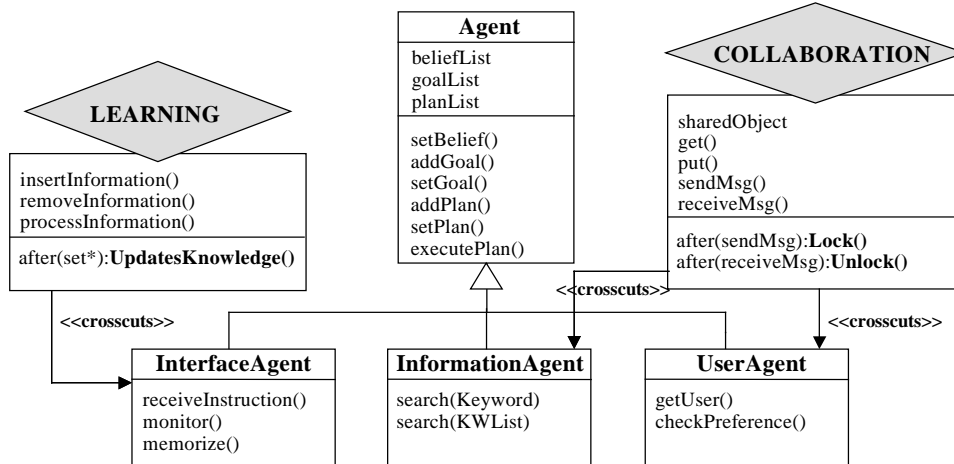 Agent
beliefList
goalList
planList
setBelief()
addGoal()
setGoal()
addPlan()
setPlan()
executePlan()
COLLABORATION
sharedObject
get()
put()
sendMsg()
receiveMsg()
after(sendMsg):Lock()
after(receiveMsg):Unlock()
LEARNING
insertInformation()
removeInformation()
processInformation()
after(set*):UpdatesKnowledge()
<<crosscuts>>
<<crosscuts>>
<<crosscuts>>
InterfaceAgent
receiveInstruction()
monitor()
memorize()
InformationAgent
search(Keyword)
search(KWList)
UserAgent
getUser()
checkPreference()